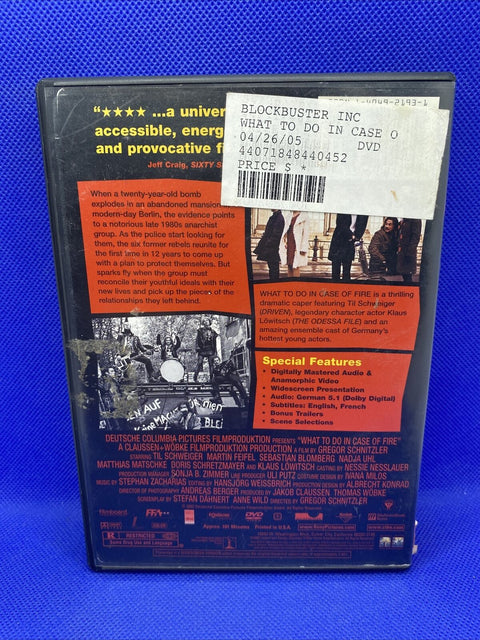 "★★★★ ...a univer
accessible, energ
and provocative fi
Jeff Craig, SIXTY S
BLOCKBUSTER INC
WHAT TO DO IN CASE O
04/26/05 DVD
44071848440452
PRICE $ *
When a twenty-year-old bomb
explodes in an abandoned mansion
modern-day Berlin, the evidence points
to a notorious late 1980s anarchist
group. As the police start looking for
them, the six former rebels reunite for
the first time in 12 years to come up
with a plan to protect themselves. But
sparks fly when the group must
reconcile their youthful ideals with their
new lives and pick up the pieces of the
relationships they left behind.
WHAT TO DO IN CASE OF FIRE is a thrilling
dramatic caper featuring Til Schweiger
(DRIVEN), legendary character actor Klaus
Löwitsch (THE ODESSA FILE) and an
amazing ensemble cast of Germany's
hottest young actors.
Special Features
• Digitally Mastered Audio &
Anamorphic Video
• Widescreen Presentation
• Audio: German 5.1 (Dolby Digital)
• Subtitles: English, French
• Bonus Trailers
• Scene Selections
DEUTSCHE COLUMBIA PICTURES FILMPRODUKTION PRESENTS "WHAT TO DO IN CASE OF FIRE"
A CLAUSSEN+WÖBKE FILMPRODUKTION PRODUCTION A FILM BY GREGOR SCHNITZLER
TIL SCHWEIGER MARTIN FEIFEL SEBASTIAN BLOMBERG NADJA UHL
MATTHIAS MATSCHKE DORIS SCHRETZMAYER AND KLAUS LÖWITSCH CASTING BY NESSIE NESSLAUER
PRODUCTION MANAGER SONJA B. ZIMMER LINE PRODUCER ULI PUTZ COSTUME DESIGN BY IVANA MILOS
MUSIC BY STEPHAN ZACHARIAS EDITED BY HANSJÖRG WEISSBRICH PRODUCTION DESIGN BY ALBRECHT KONRAD
DIRECTOR OF PHOTOGRAPHY ANDREAS BERGER PRODUCED BY JAKOB CLAUSSEN THOMAS WÖBKE
SCREENPLAY BY STEFAN DÄHNERT ANNE WILD DIRECTED BY GREGOR SCHNITZLER
Filmboard FFA
DVD
Approx. 101 Minutes Printed in U.S.A.
R RESTRICTED
Some Drug Use and Language